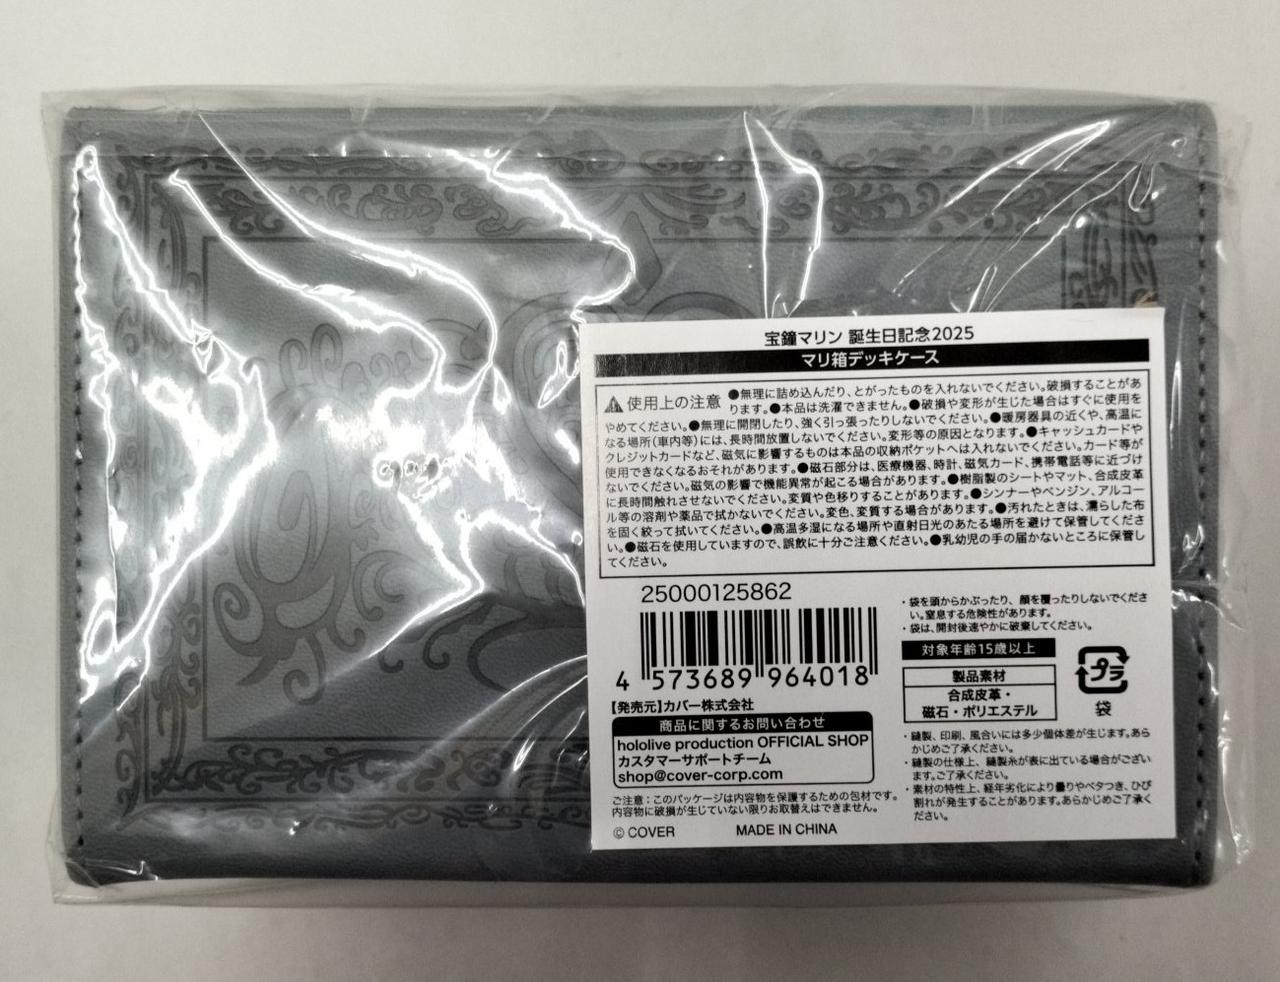 宝鐘マリン 誕生日記念2025
マリ箱デッキケース
使用上の注意
●無理に詰め込んだり、とがったものを入れないでください。破損することがあ
ります。●本品は洗濯できません。●破損や変形が生じた場合はすぐに使用を
やめてください。●無理に開閉したり、強く引っ張ったりしないでください。●暖房器具の近くや、高温に
なる場所(車内等)には、長時間放置しないでください。変形等の原因となります。●キャッシュカードや
クレジットカードなど、磁気に影響するものは本品の収納ポケットへは入れないでください。カード等が
使用できなくなるおそれがあります。●磁石部分は、医療機器、時計、磁気カード、携帯電話等に近づけ
ないでください。磁気の影響で機能異常が起こる場合があります。●樹脂製のシートやマット、合成皮革
に長時間触れさせないでください。変質や色移りすることがあります。●シンナーやベンジン、アルコー
ル等の溶剤や薬品で拭かないでください。変色、変質する場合があります。●汚れたときは、濡らした布
を固く絞って拭いてください。●高温多湿になる場所や直射日光のあたる場所を避けて保管してくださ
い。●磁石を使用していますので、誤飲に十分ご注意ください。●乳幼児の手の届かないところに保管し
てください。
25000125862
4 573689 964018
【発売元】カバー株式会社
商品に関するお問い合わせ
hololive production OFFICIAL SHOP
カスタマーサポートチーム
shop@cover-corp.com
ご注意：このパッケージは内容物を保護するための包材です。
内容物に破損が生じていない限りお取替えはできません。
© COVER MADE IN CHINA
・袋を頭からかぶったり、顔を覆ったりしないでくださ
い。窒息する危険性があります。
・袋は、開封後速やかに破棄してください。
対象年齢15歳以上
製品素材
合成皮革・
磁石・ポリエステル
プラ
袋
・縫製、印刷、風合いには多少個体差が生じます。あら
かじめご了承ください。
・縫製の仕様上、縫製糸が表に出ている場合がござい
ます。ご了承ください。
・素材の特性上、経年劣化により曇りやベタつき、ひび
割れが発生することがあります。あらかじめご了承く
ださい。